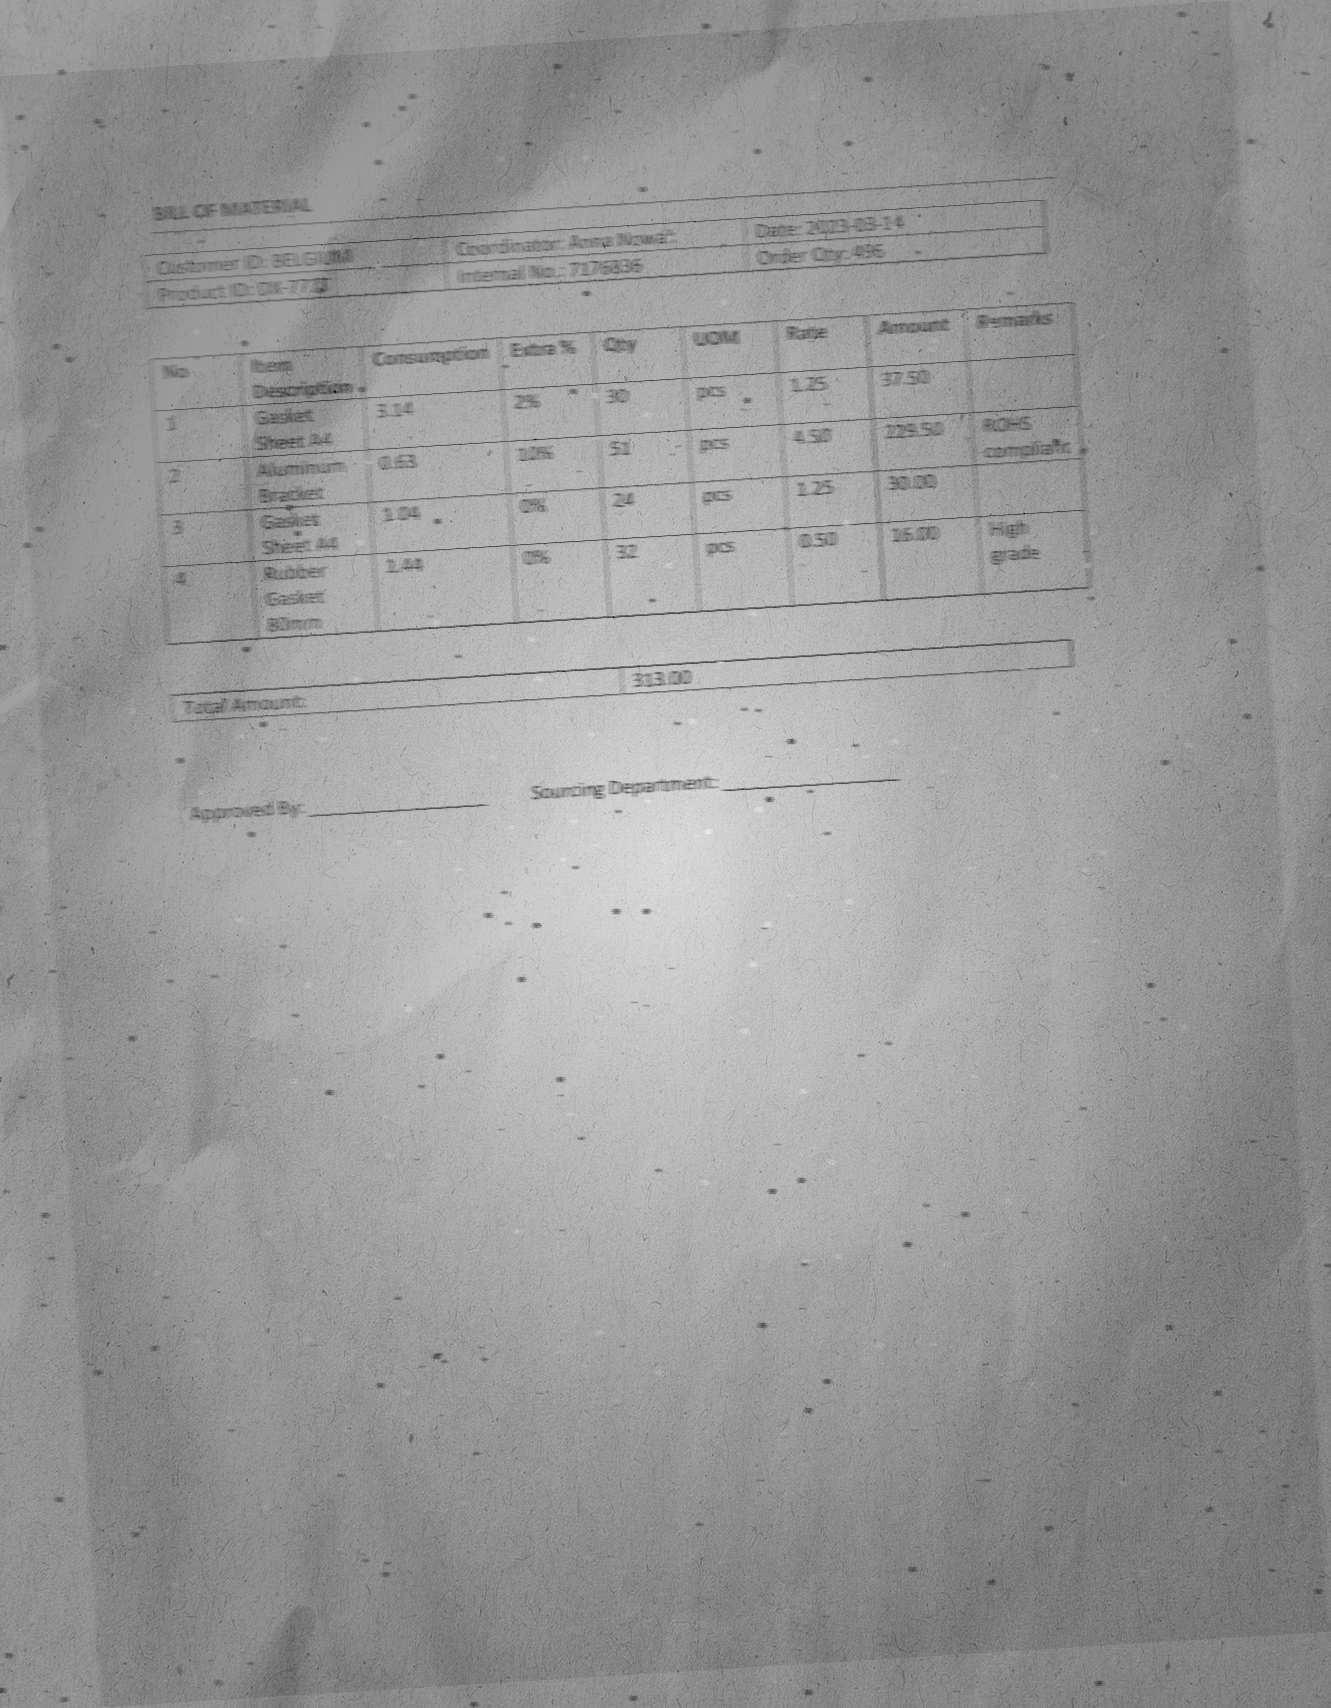 BILL OF MATERIAL
Customer ID: BELGIUM Coordinator: Anna Nowak Date: 2023-03-14
Product ID: Internal No.: 7176836 Order Qty: 496
No Item Description Consumption Extra % Qty UOM Rate Amount Remarks
1 Gasket Sheet A4 3.14 2% 30 pcs 1.25 37.50
2 Aluminum Bracket 0.63 10% 51 pcs 4.50 229.50 ROHS compliant
3 Gasket Sheet A4 1.04 0% 24 pcs 1.25 30.00
4 Rubber Gasket 80mm 1.44 0% 32 pcs 0.50 16.00 High grade
Total Amount: 313.00
Approved By: Sourcing Department: